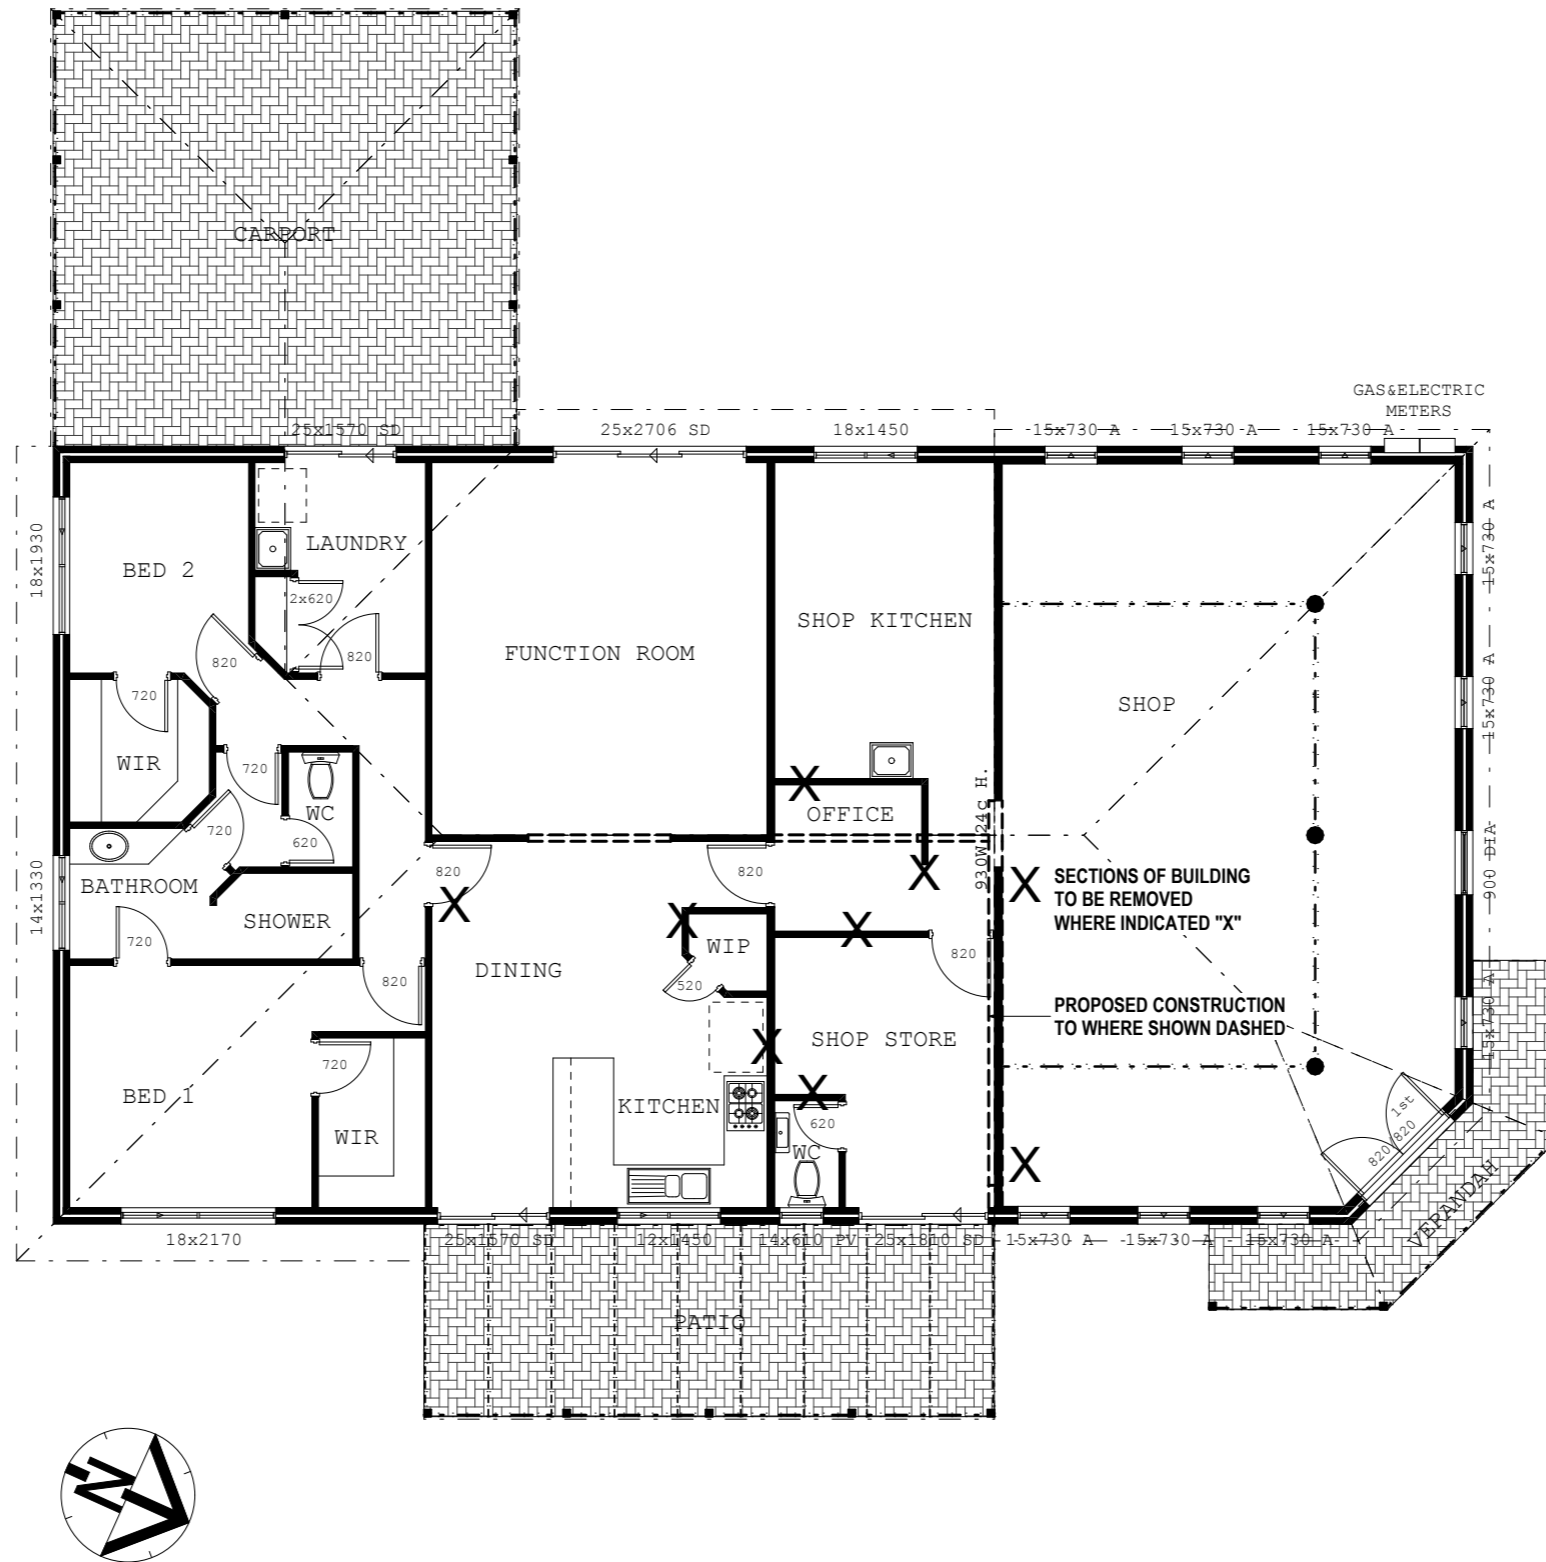 CARPORT
GAS&ELECTRIC
METERS
25x1570 SD
25x2706 SD
18x1450
15x730 A
15x730 A
15x730 A
18x1930
BED 2
LAUNDRY
2x620
820
820
FUNCTION ROOM
SHOP KITCHEN
SHOP
15x730 A
15x730 A
720
WIR
720
WC
720
620
X
OFFICE
930W 24c H.
14x1330
BATHROOM
SHOWER
720
820
X
820
X
X
SECTIONS OF BUILDING
TO BE REMOVED
WHERE INDICATED "X"
900 DIA
X
X
WIP
820
DINING
520
820
PROPOSED CONSTRUCTION
TO WHERE SHOWN DASHED
15x730 A
X
SHOP STORE
720
BED 1
WIR
KITCHEN
X
620
WC
X
1st
820/820
VERANDAH
18x2170
25x1570 SD
12x1450
14x610 PV
25x1810 SD
15x730 A
15x730 A
15x730 A
PATIO
N